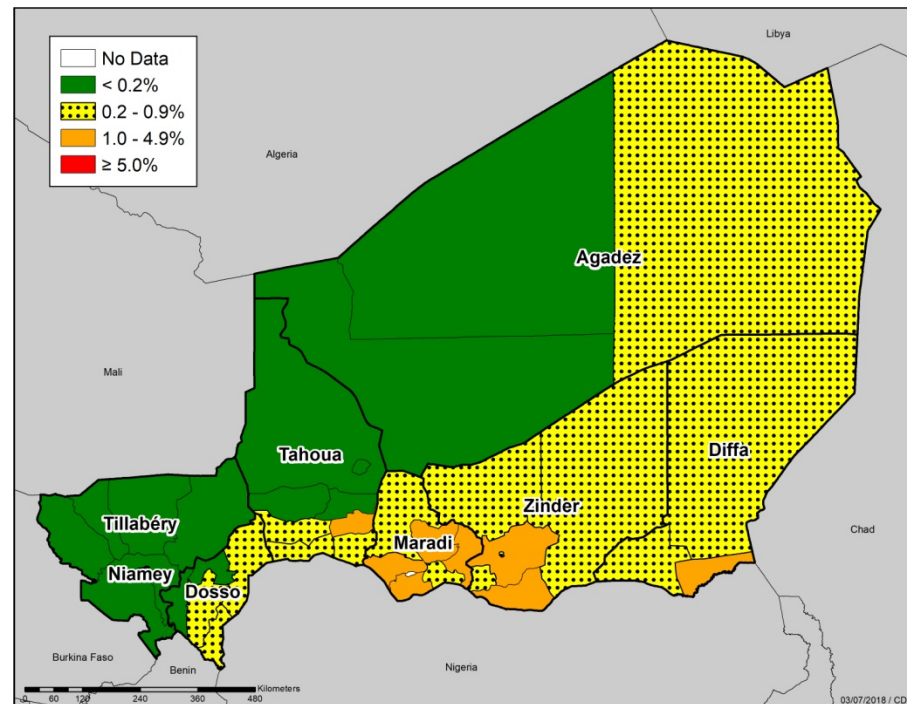 Libya
No Data
< 0.2%
0.2 - 0.9%
1.0 - 4.9%
≥ 5.0%
Algeria
Agadez
Mali
Tahoua
Diffa
Zinder
Tillabéry
Chad
Maradi
Niamey
Dosso
Burkina Faso
Benin
Nigeria
Kilometers
0 60 120 240 360 480
03/07/2018 / CD